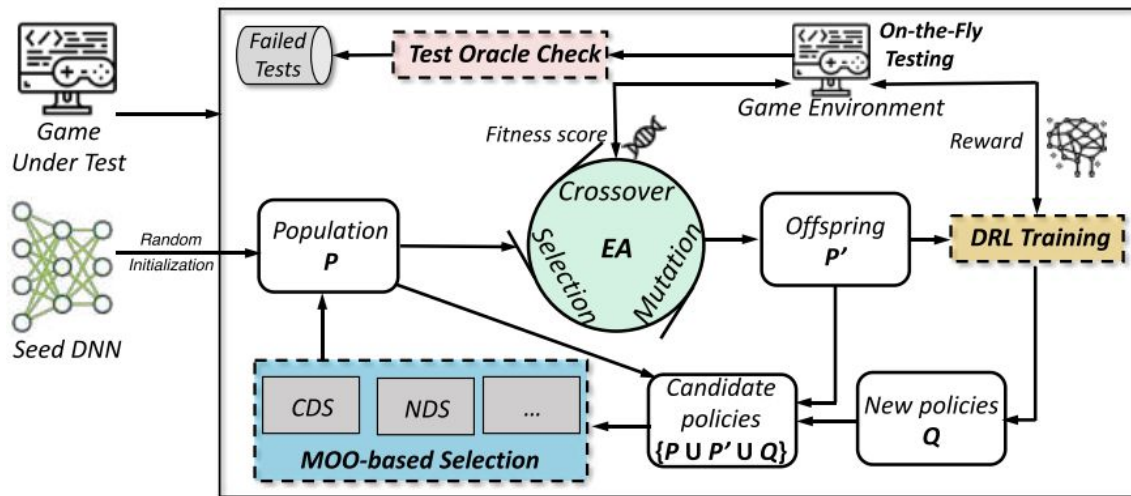 Failed
Tests
Test Oracle Check
On-the-Fly
Testing
Game Environment
Game
Under Test
Fitness score
Reward
Crossover
Selection
EA
Mutation
Population
P
Offspring
P'
DRL Training
Random
Initialization
Seed DNN
CDS
NDS
...
MOO-based Selection
Candidate
policies
{P U P' U Q}
New policies
Q